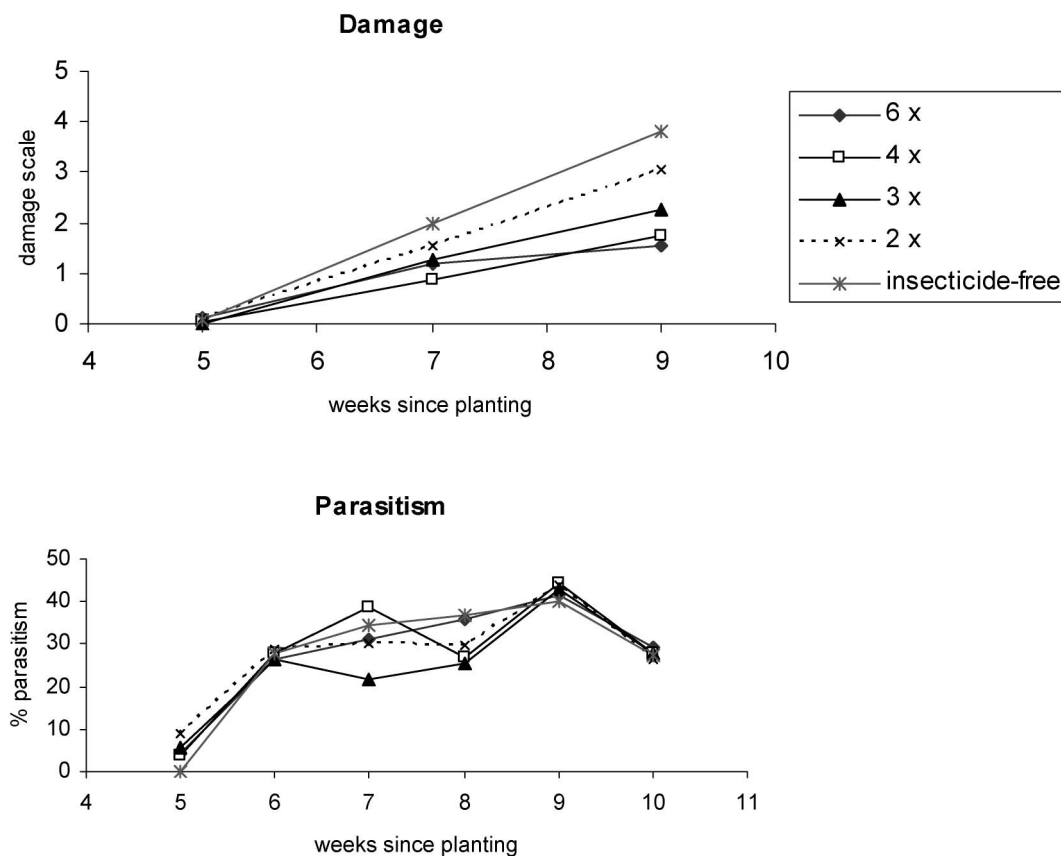 Damage
5
4
3
2
1
0
damage scale
4 5 6 7 8 9 10
weeks since planting
6 x
4 x
3 x
2 x
insecticide-free
Parasitism
50
40
30
20
10
0
% parasitism
4 5 6 7 8 9 10 11
weeks since planting